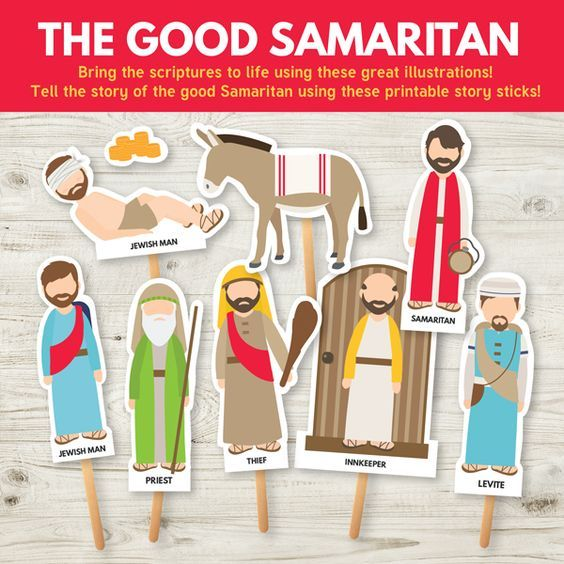 THE GOOD SAMARITAN
Bring the scriptures to life using these great illustrations!
Tell the story of the good Samaritan using these printable story sticks!
JEWISH MAN
SAMARITAN
JEWISH MAN
PRIEST
THIEF
INNKEEPER
LEVITE